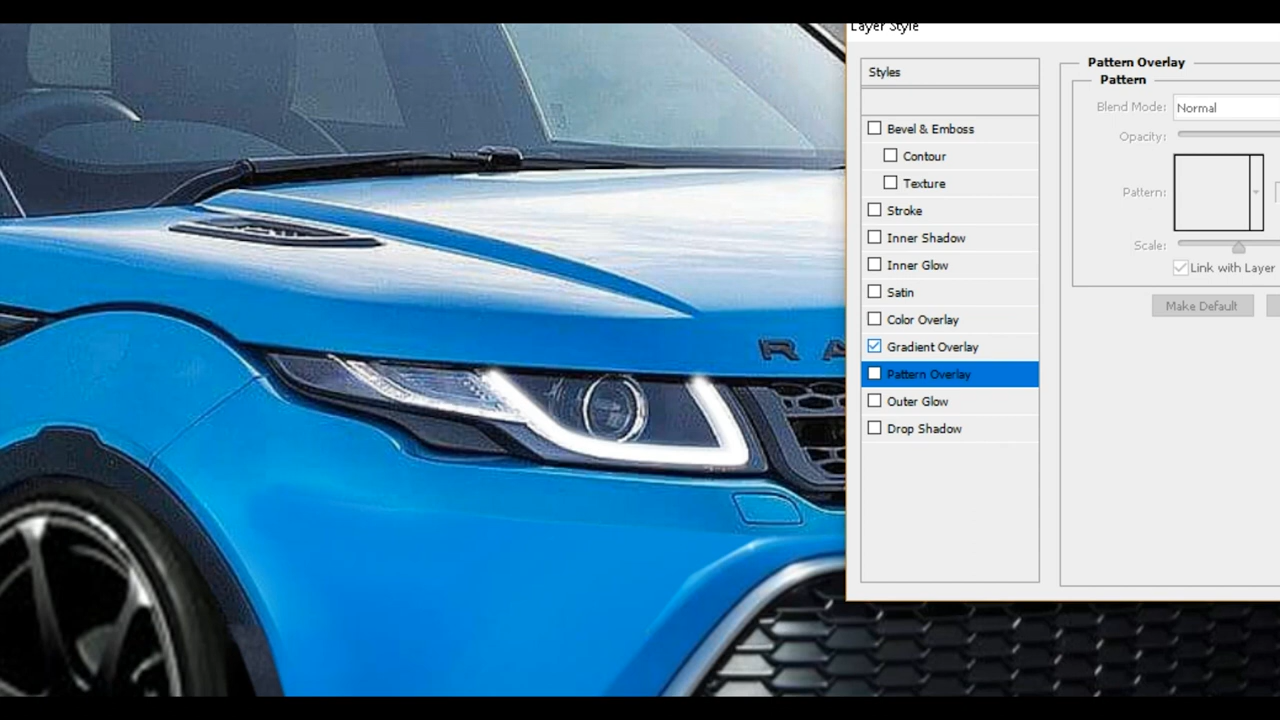 Layer Style
Styles
Bevel & Emboss
Contour
Texture
Stroke
Inner Shadow
Inner Glow
Satin
Color Overlay
Gradient Overlay
Pattern Overlay
Outer Glow
Drop Shadow
Pattern Overlay
Pattern
Blend Mode: Normal
Opacity:
Pattern:
Scale:
Link with Layer
Make Default
R A